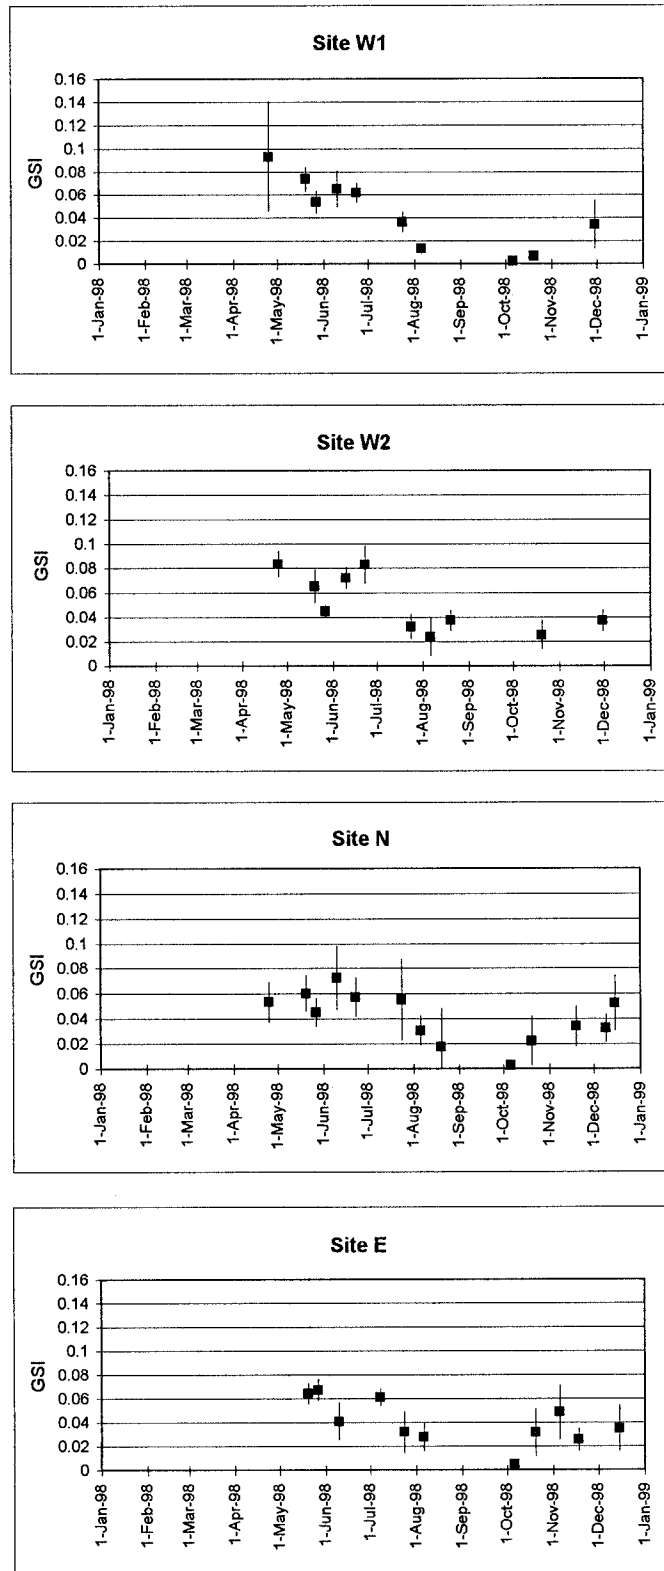 Site W1
0.16
0.14
0.12
0.1
0.08
0.06
0.04
0.02
0
GSI
1-Jan-98
1-Feb-98
1-Mar-98
1-Apr-98
1-May-98
1-Jun-98
1-Jul-98
1-Aug-98
1-Sep-98
1-Oct-98
1-Nov-98
1-Dec-98
1-Jan-99
Site W2
0.16
0.14
0.12
0.1
0.08
0.06
0.04
0.02
0
GSI
1-Jan-98
1-Feb-98
1-Mar-98
1-Apr-98
1-May-98
1-Jun-98
1-Jul-98
1-Aug-98
1-Sep-98
1-Oct-98
1-Nov-98
1-Dec-98
1-Jan-99
Site N
0.16
0.14
0.12
0.1
0.08
0.06
0.04
0.02
0
GSI
1-Jan-98
1-Feb-98
1-Mar-98
1-Apr-98
1-May-98
1-Jun-98
1-Jul-98
1-Aug-98
1-Sep-98
1-Oct-98
1-Nov-98
1-Dec-98
1-Jan-99
Site E
0.16
0.14
0.12
0.1
0.08
0.06
0.04
0.02
0
GSI
1-Jan-98
1-Feb-98
1-Mar-98
1-Apr-98
1-May-98
1-Jun-98
1-Jul-98
1-Aug-98
1-Sep-98
1-Oct-98
1-Nov-98
1-Dec-98
1-Jan-99